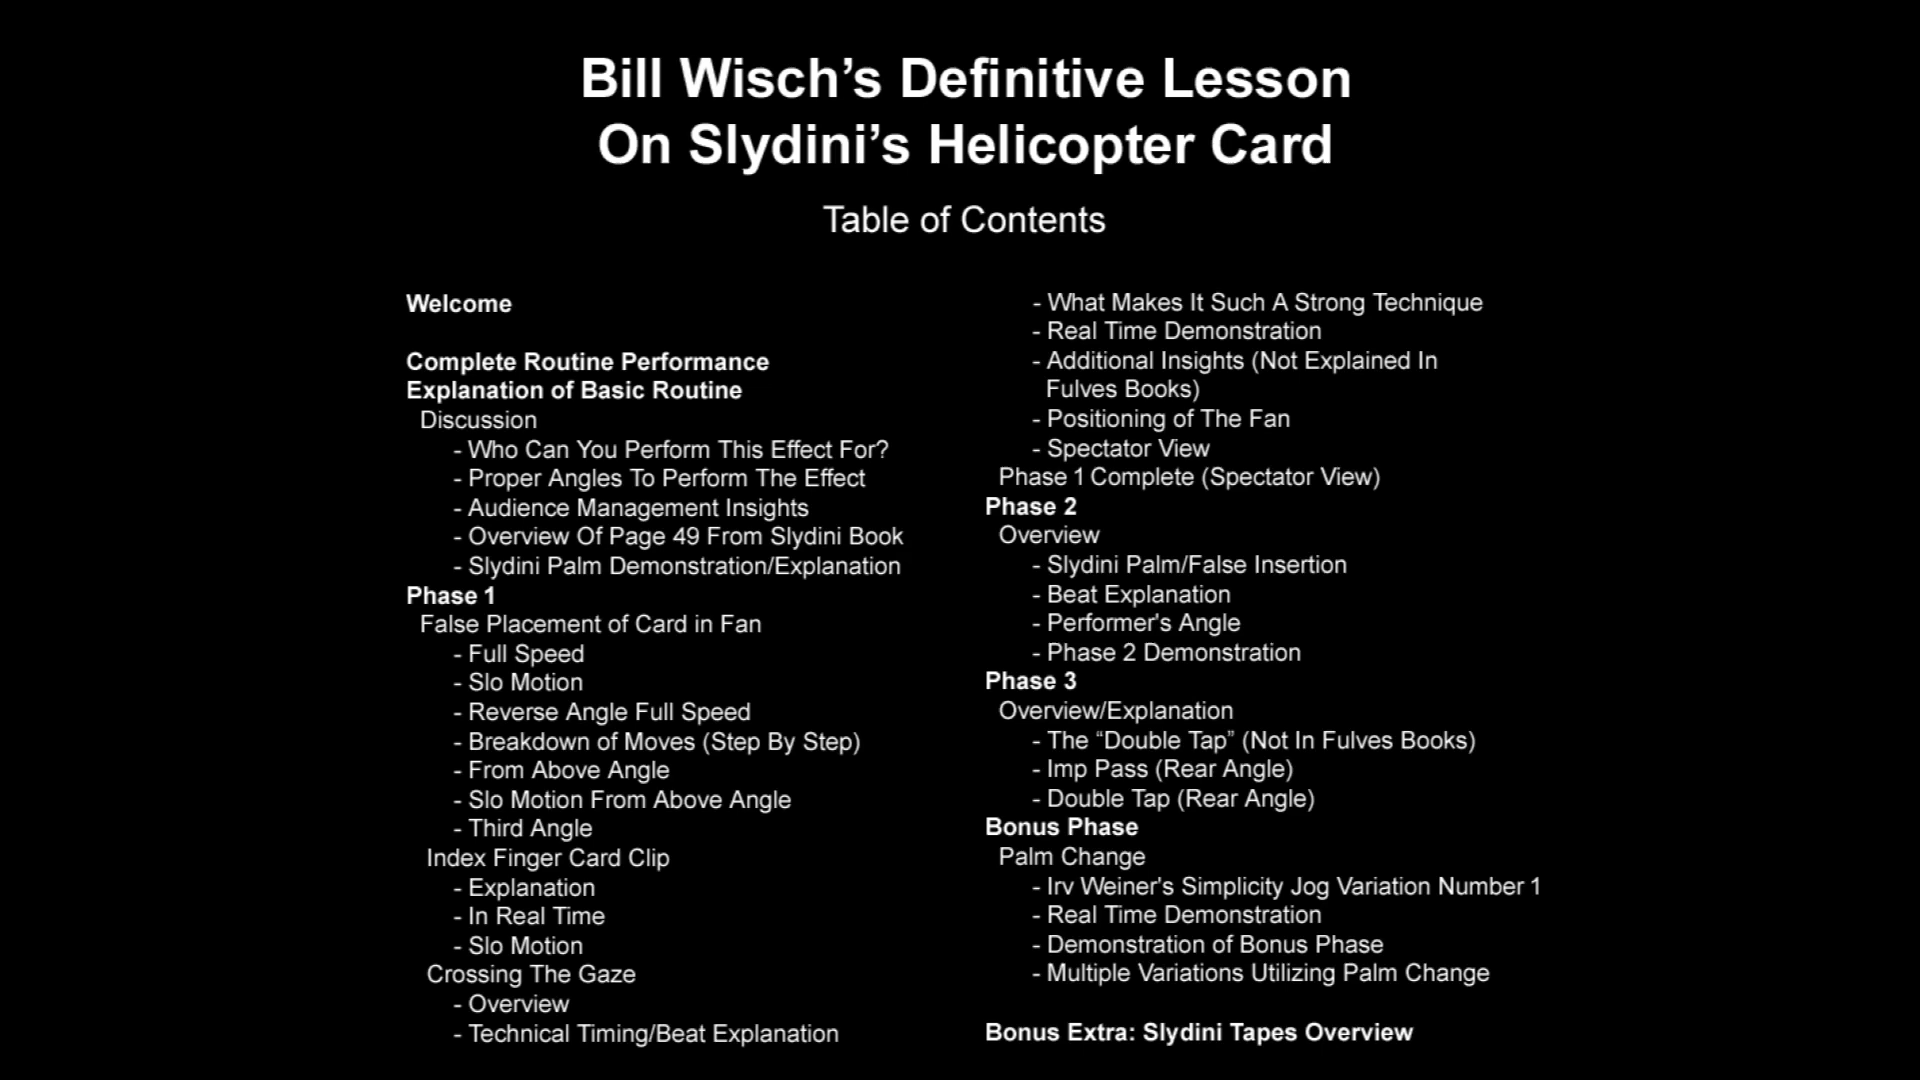 Bill Wisch’s Definitive Lesson
On Slydini’s Helicopter Card
Table of Contents
Welcome
Complete Routine Performance
Explanation of Basic Routine
Discussion
- Who Can You Perform This Effect For?
- Proper Angles To Perform The Effect
- Audience Management Insights
- Overview Of Page 49 From Slydini Book
- Slydini Palm Demonstration/Explanation
Phase 1
False Placement of Card in Fan
- Full Speed
- Slo Motion
- Reverse Angle Full Speed
- Breakdown of Moves (Step By Step)
- From Above Angle
- Slo Motion From Above Angle
- Third Angle
Index Finger Card Clip
- Explanation
- In Real Time
- Slo Motion
Crossing The Gaze
- Overview
- Technical Timing/Beat Explanation
- What Makes It Such A Strong Technique
- Real Time Demonstration
- Additional Insights (Not Explained In
Fulves Books)
- Positioning of The Fan
- Spectator View
Phase 1 Complete (Spectator View)
Phase 2
Overview
- Slydini Palm/False Insertion
- Beat Explanation
- Performer's Angle
- Phase 2 Demonstration
Phase 3
Overview/Explanation
- The “Double Tap” (Not In Fulves Books)
- Imp Pass (Rear Angle)
- Double Tap (Rear Angle)
Bonus Phase
Palm Change
- Irv Weiner's Simplicity Jog Variation Number 1
- Real Time Demonstration
- Demonstration of Bonus Phase
- Multiple Variations Utilizing Palm Change
Bonus Extra: Slydini Tapes Overview